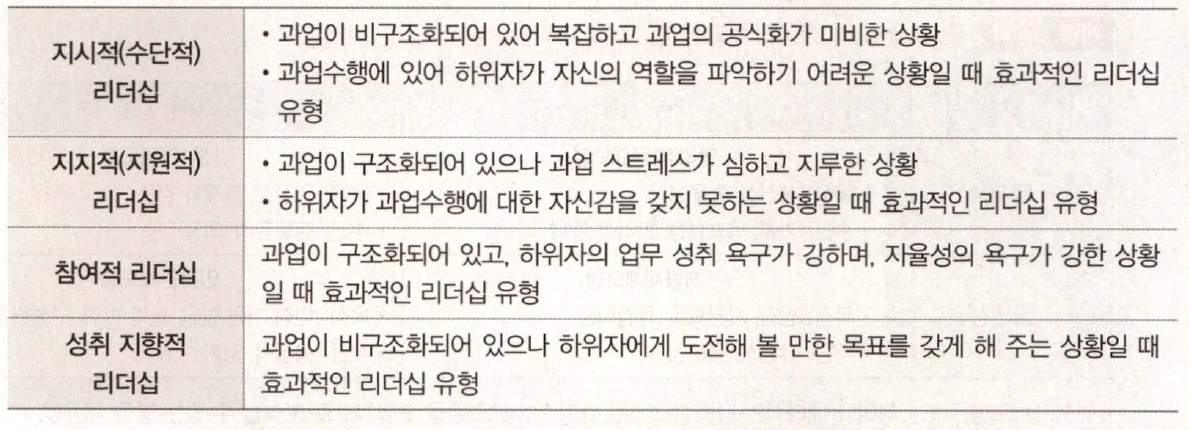 지시적(수단적)
리더십
• 과업이 비구조화되어 있어 복잡하고 과업의 공식화가 미비한 상황
• 과업수행에 있어 하위자가 자신의 역할을 파악하기 어려운 상황일 때 효과적인 리더십
유형
지지적(지원적)
리더십
• 과업이 구조화되어 있으나 과업 스트레스가 심하고 지루한 상황
• 하위자가 과업수행에 대한 자신감을 갖지 못하는 상황일 때 효과적인 리더십 유형
참여적 리더십
과업이 구조화되어 있고, 하위자의 업무 성취 욕구가 강하며, 자율성의 욕구가 강한 상황
일 때 효과적인 리더십 유형
성취 지향적
리더십
과업이 비구조화되어 있으나 하위자에게 도전해 볼 만한 목표를 갖게 해 주는 상황일 때
효과적인 리더십 유형